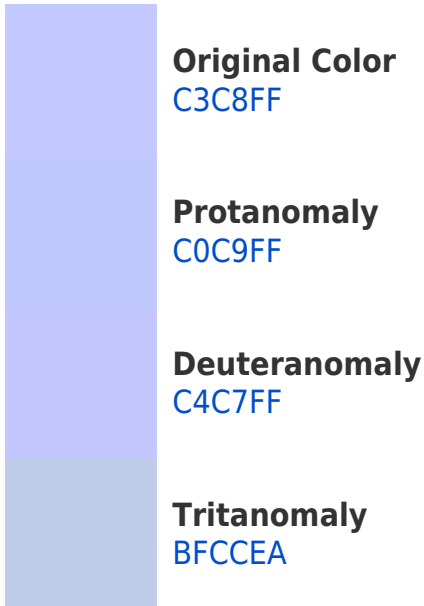 Original Color
C3C8FF
Protanomaly
C0C9FF
Deuteranomaly
C4C7FF
Tritanomaly
BFCCEA